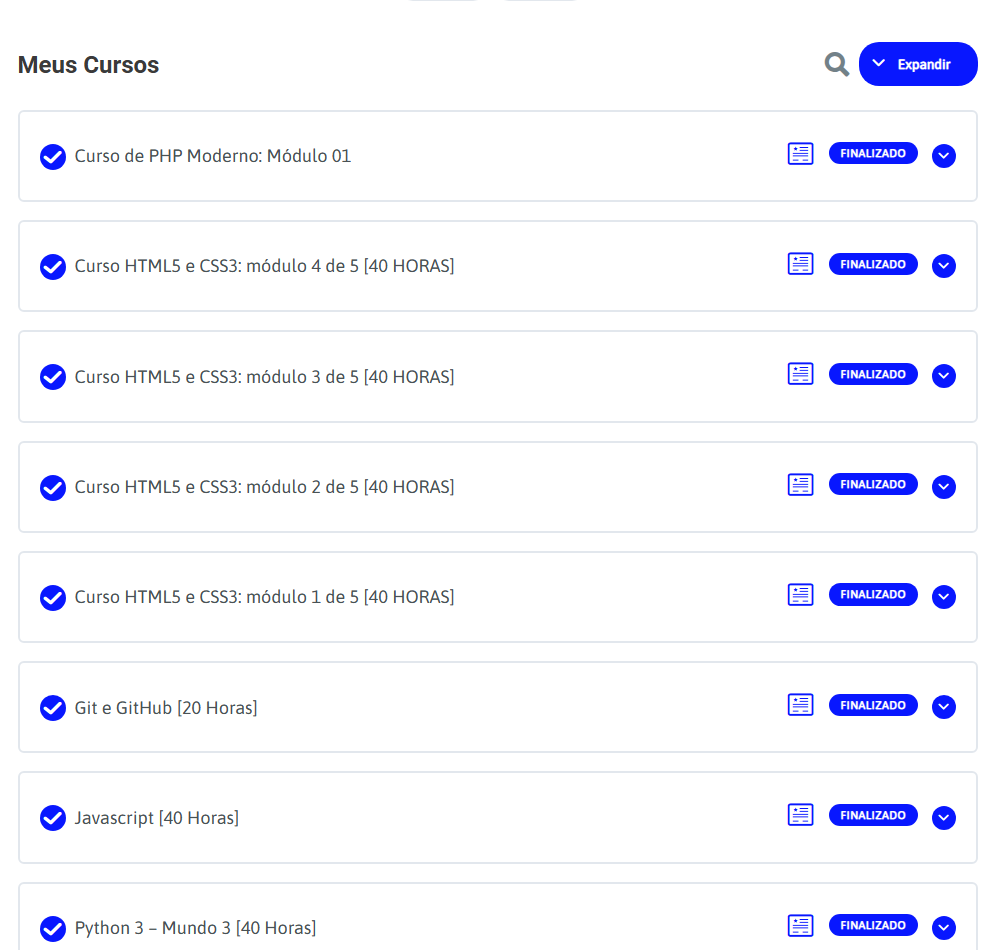 Meus Cursos
Expandir
Curso de PHP Moderno: Módulo 01
FINALIZADO
Curso HTML5 e CSS3: módulo 4 de 5 [40 HORAS]
FINALIZADO
Curso HTML5 e CSS3: módulo 3 de 5 [40 HORAS]
FINALIZADO
Curso HTML5 e CSS3: módulo 2 de 5 [40 HORAS]
FINALIZADO
Curso HTML5 e CSS3: módulo 1 de 5 [40 HORAS]
FINALIZADO
Git e GitHub [20 Horas]
FINALIZADO
Javascript [40 Horas]
FINALIZADO
Python 3 – Mundo 3 [40 Horas]
FINALIZADO